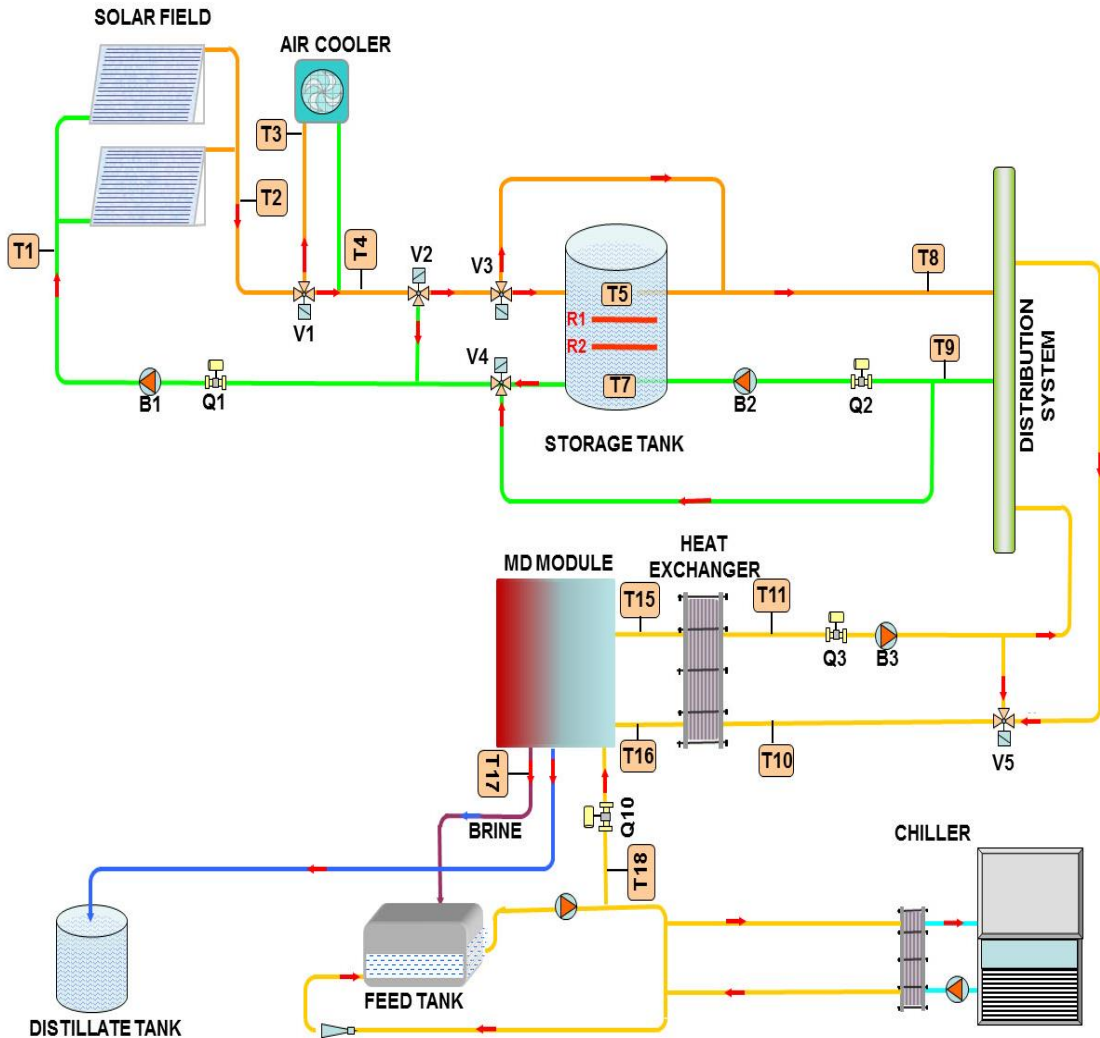 SOLAR FIELD
AIR COOLER
T3
T2
T1
T4
V2
V3
T8
V1
T5
R1
R2
V4
T9
T7
B1
Q1
B2
Q2
STORAGE TANK
DISTRIBUTION
SYSTEM
MD MODULE
HEAT
EXCHANGER
T15
T11
Q3
B3
T16
T10
V5
T17
BRINE
Q10
T18
CHILLER
FEED TANK
DISTILLATE TANK